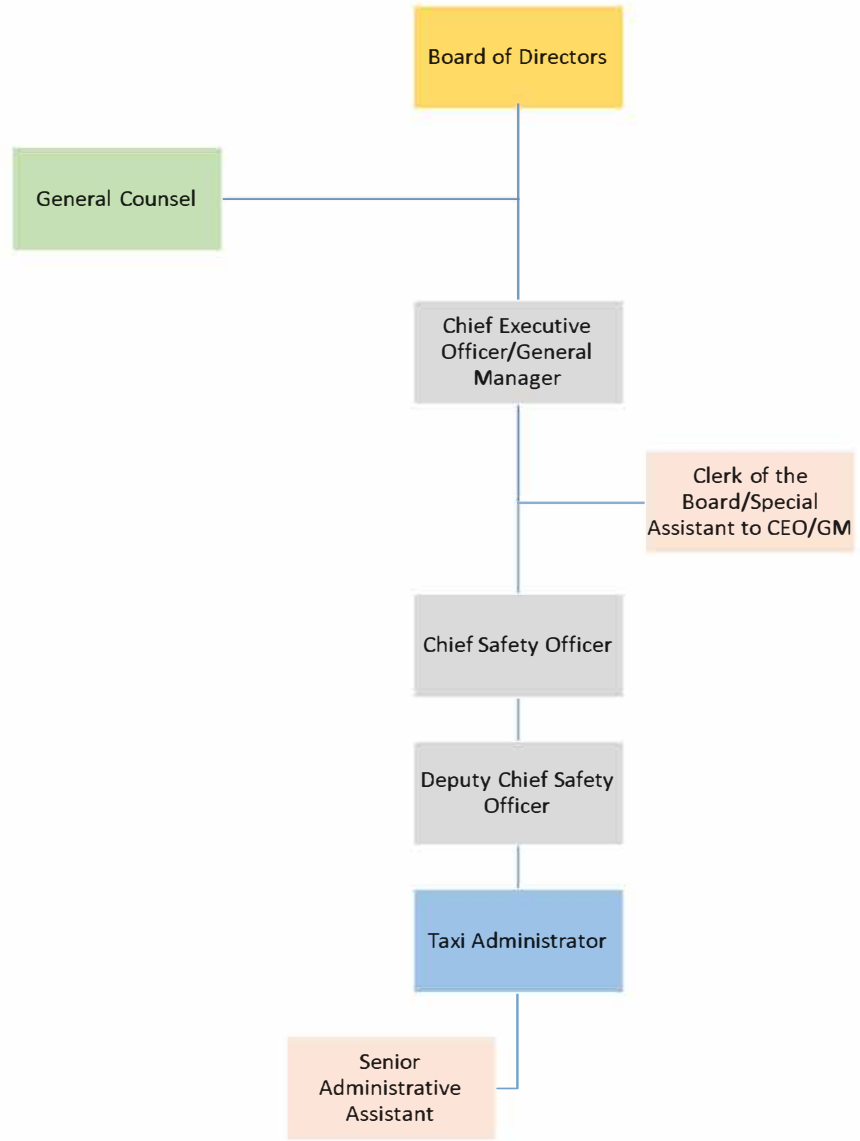 Board of Directors
General Counsel
Chief Executive
Officer/General
Manager
Clerk of the
Board/Special
Assistant to CEO/GM
Chief Safety Officer
Deputy Chief Safety
Officer
Taxi Administrator
Senior
Administrative
Assistant